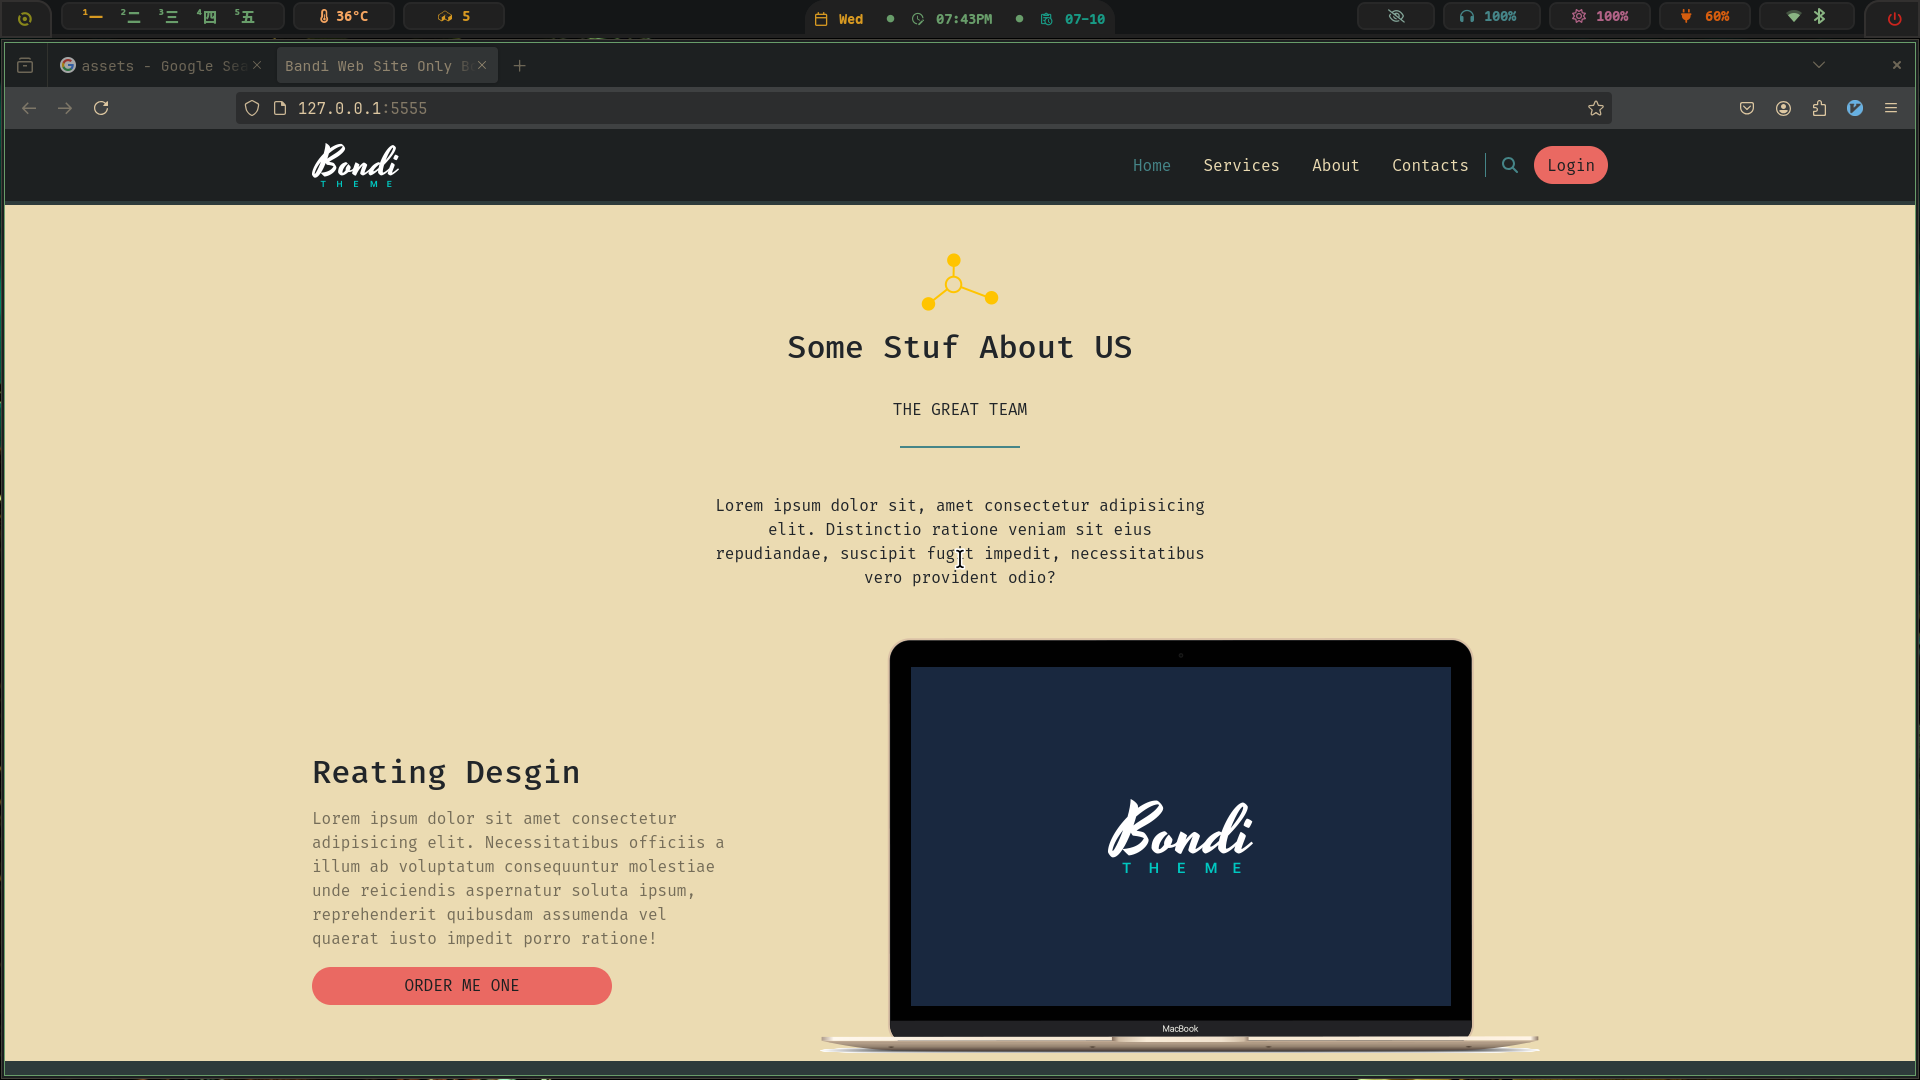 ¹一 ²二 ³三 ⁴四 ⁵五
36°C
5
Wed
07:43PM
07-10
100%
100%
60%
assets - Google Sea
Bandi Web Site Only B
127.0.0.1:5555
Bondi
THEME
Home
Services
About
Contacts
Login
Some Stuf About US
THE GREAT TEAM
Lorem ipsum dolor sit, amet consectetur adipisicing
elit. Distinctio ratione veniam sit eius
repudiandae, suscipit fugit impedit, necessitatibus
vero provident odio?
Reating Desgin
Lorem ipsum dolor sit amet consectetur
adipisicing elit. Necessitatibus officiis a
illum ab voluptatum consequuntur molestiae
unde reiciendis aspernatur soluta ipsum,
reprehenderit quibusdam assumenda vel
quaerat iusto impedit porro ratione!
ORDER ME ONE
Bondi
THEME
MacBook